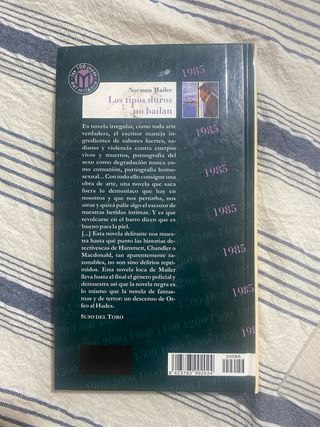 1985
Norman Mailer
Los tipos duros
no bailan
Es novela irregular, como toda arte
verdadera, el escritor maneja in-
gredientes de sabores fuertes, sa-
dismo y violencia contra cuerpos
vivos y muertos, pornografía del
sexo como degradación nunca
como comunión, pornografía homo-
sexual... Con todo ello consigue una
obra de arte, una novela que saca
fuera lo demoníaco que hay en
nosotros y que nos perturba, nos
atrae y quizá palie algo el escozor de
nuestras heridas íntimas. Y es que
revolcarse en el barro dicen que es
bueno para la piel.
[...] Esta novela delirante nos mues-
tra hasta qué punto las historias de-
tectivescas de Hammett, Chandler o
Macdonald, tan aparentemente ra-
zonables, no son sino delirios repri-
midos. Esta novela loca de Mailer
lleva hasta el final el género policial y
demuestra así que la novela negra es
lo mismo que la novela de fantas-
mas y de terror: un descenso de Or-
feo al Hades.
SUSO DEL TORO
1985
1985
1985
1985
1985
00086
8 423793 992024